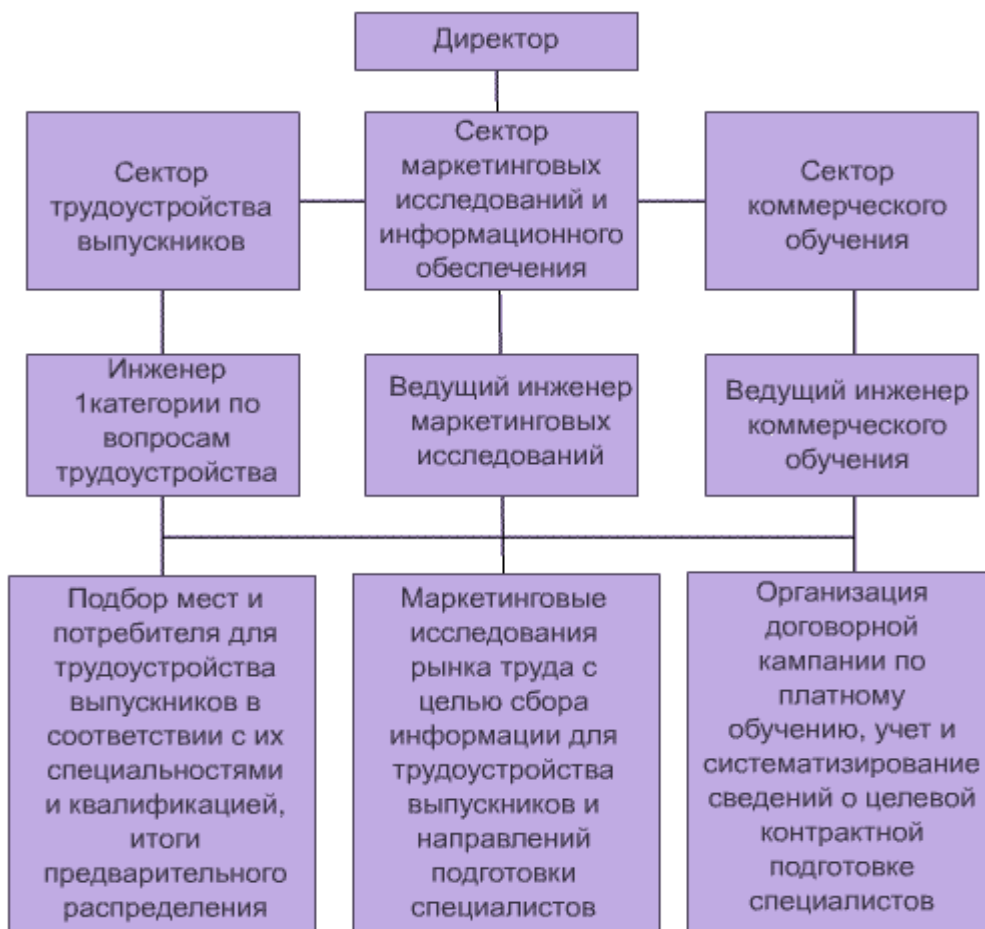 Директор
Сектор
трудоустройства
выпускников
Сектор
маркетинговых
исследований и
информационного
обеспечения
Сектор
коммерческого
обучения
Инженер
1категории по
вопросам
трудоустройства
Ведущий инженер
маркетинговых
исследований
Ведущий инженер
коммерческого
обучения
Подбор мест и
потребителя для
трудоустройства
выпускников в
соответствии с их
специальностями
и квалификацией,
итоги
предварительного
распределения
Маркетинговые
исследования
рынка труда с
целью сбора
информации для
трудоустройства
выпускников и
направлений
подготовки
специалистов
Организация
договорной
кампании по
платному
обучению, учет и
систематизирование
сведений о целевой
контрактной
подготовке
специалистов